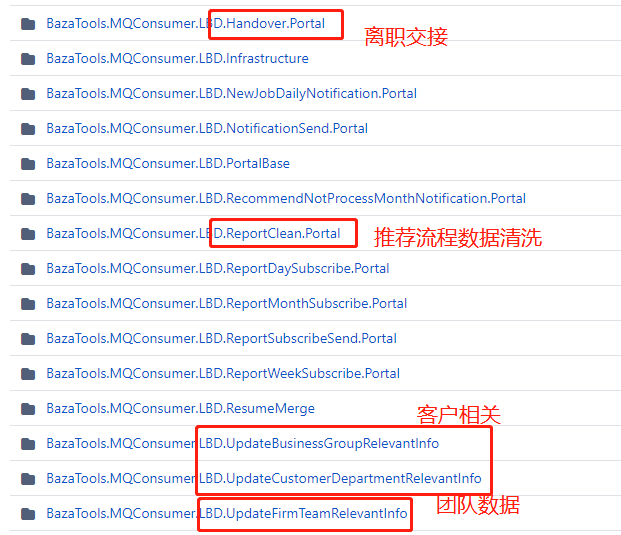 BazaTools.MQConsumer.LBD.Handover.Portal
离职交接
BazaTools.MQConsumer.LBD.Infrastructure
BazaTools.MQConsumer.LBD.NewJobDailyNotification.Portal
BazaTools.MQConsumer.LBD.NotificationSend.Portal
BazaTools.MQConsumer.LBD.PortalBase
BazaTools.MQConsumer.LBD.RecommendNotProcessMonthNotification.Portal
BazaTools.MQConsumer.LBD.ReportClean.Portal
推荐流程数据清洗
BazaTools.MQConsumer.LBD.ReportDaySubscribe.Portal
BazaTools.MQConsumer.LBD.ReportMonthSubscribe.Portal
BazaTools.MQConsumer.LBD.ReportSubscribeSend.Portal
BazaTools.MQConsumer.LBD.ReportWeekSubscribe.Portal
BazaTools.MQConsumer.LBD.ResumeMerge
客户相关
BazaTools.MQConsumer.LBD.UpdateBusinessGroupRelevantInfo
BazaTools.MQConsumer.LBD.UpdateCustomerDepartmentRelevantInfo
团队数据
BazaTools.MQConsumer.LBD.UpdateFirmTeamRelevantInfo